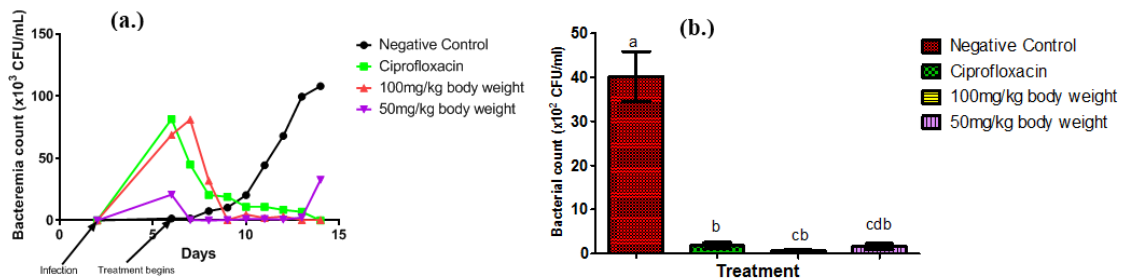 (a.)
Bacteremia count (x10³ CFU/mL)
150
100
50
0
0
5
10
15
Days
Infection
Treatment begins
Negative Control
Ciprofloxacin
100mg/kg body weight
50mg/kg body weight
(b.)
Bacterial count (x10² CFU/ml)
50
40
30
20
10
0
a
b
cb
cdb
Treatment
Negative Control
Ciprofloxacin
100mg/kg body weight
50mg/kg body weight